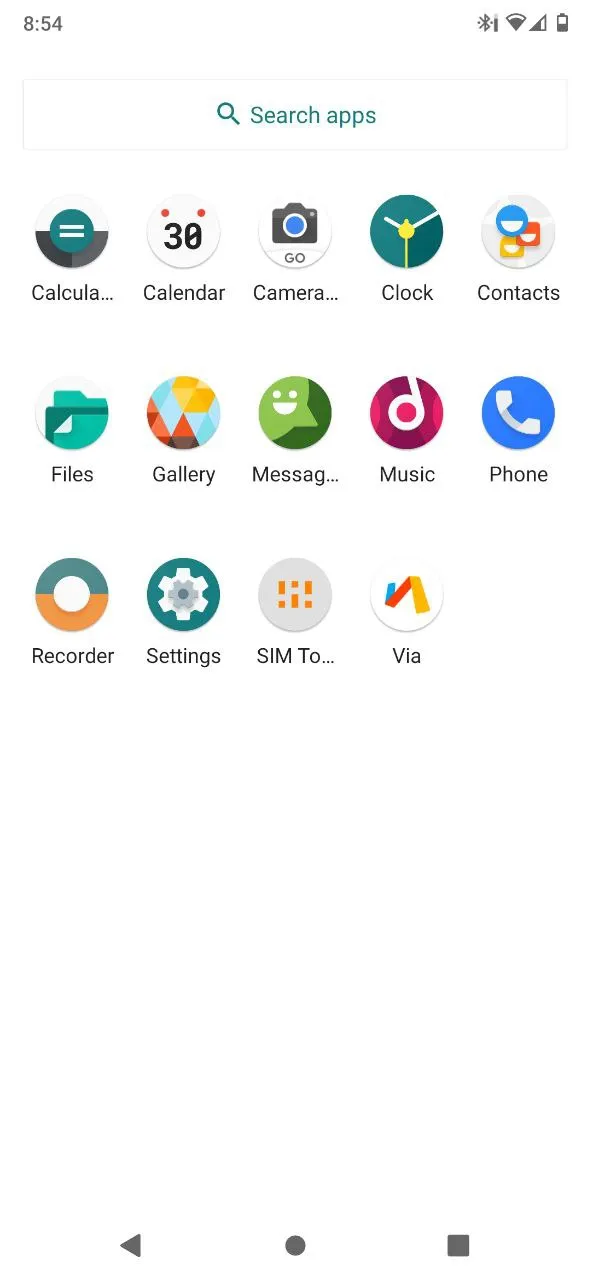 8:54
Search apps
30
GO
Calcula... Calendar Camera... Clock Contacts
Files Gallery Messag... Music Phone
Recorder Settings SIM To... Via